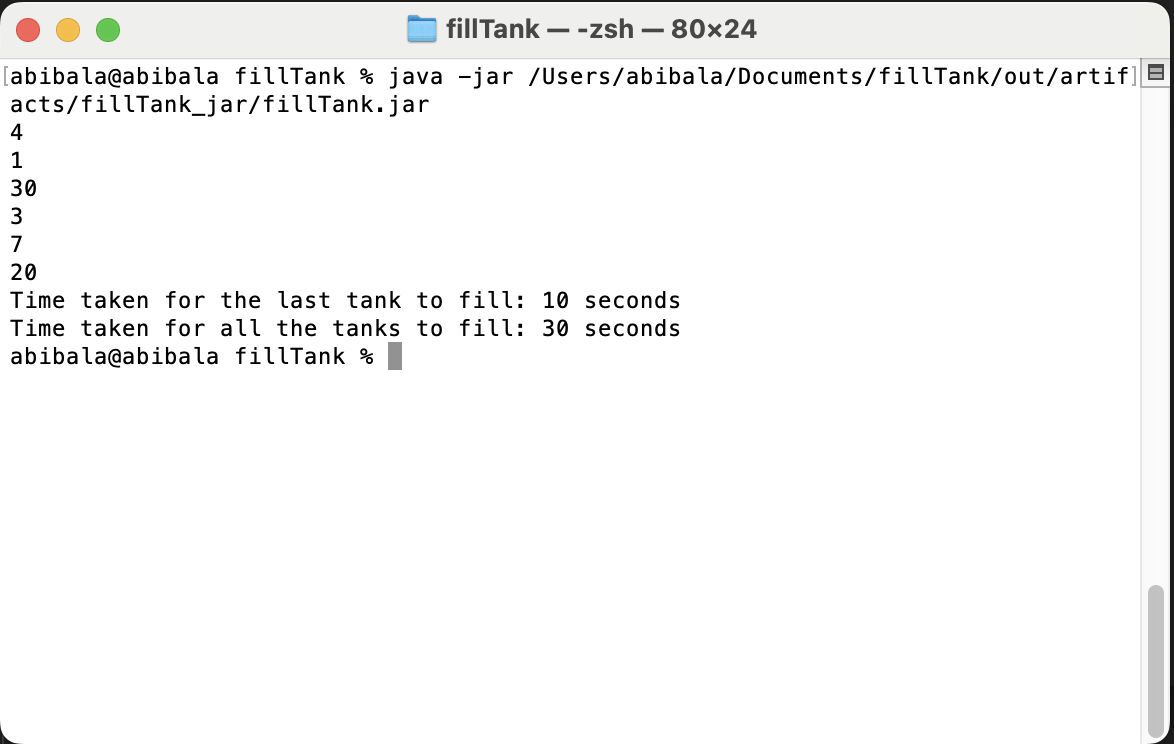 fillTank — -zsh — 80×24
[abibala@abibala fillTank % java -jar /Users/abibala/Documents/fillTank/out/artif]
acts/fillTank_jar/fillTank.jar
4
1
30
3
7
20
Time taken for the last tank to fill: 10 seconds
Time taken for all the tanks to fill: 30 seconds
abibala@abibala fillTank %